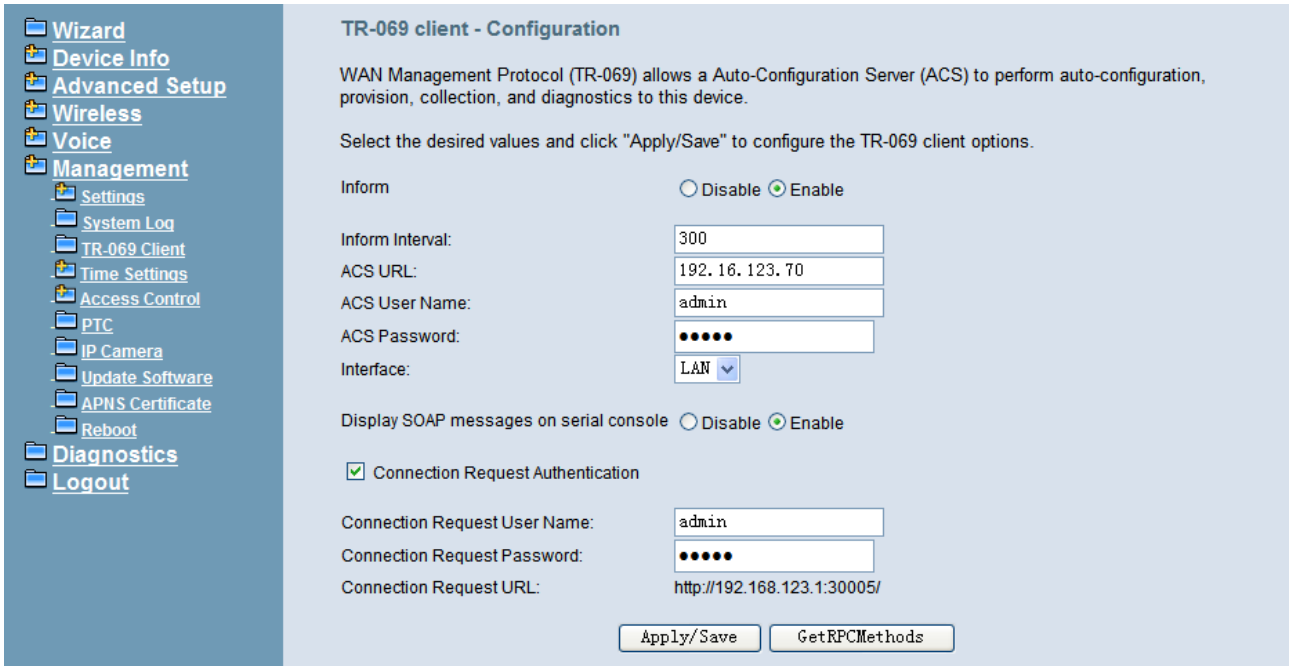 Wizard
Device Info
Advanced Setup
Wireless
Voice
Management
Settings
System Log
TR-069 Client
Time Settings
Access Control
PTC
IP Camera
Update Software
APNS Certificate
Reboot
Diagnostics
Logout
TR-069 client - Configuration
WAN Management Protocol (TR-069) allows a Auto-Configuration Server (ACS) to perform auto-configuration,
provision, collection, and diagnostics to this device.
Select the desired values and click "Apply/Save" to configure the TR-069 client options.
Inform Disable Enable
Inform Interval: 300
ACS URL: 192.16.123.70
ACS User Name: admin
ACS Password: ●●●●●
Interface: LAN
Display SOAP messages on serial console Disable Enable
Connection Request Authentication
Connection Request User Name: admin
Connection Request Password: ●●●●●
Connection Request URL: http://192.168.123.1:30005/
Apply/Save GetRPCMethods